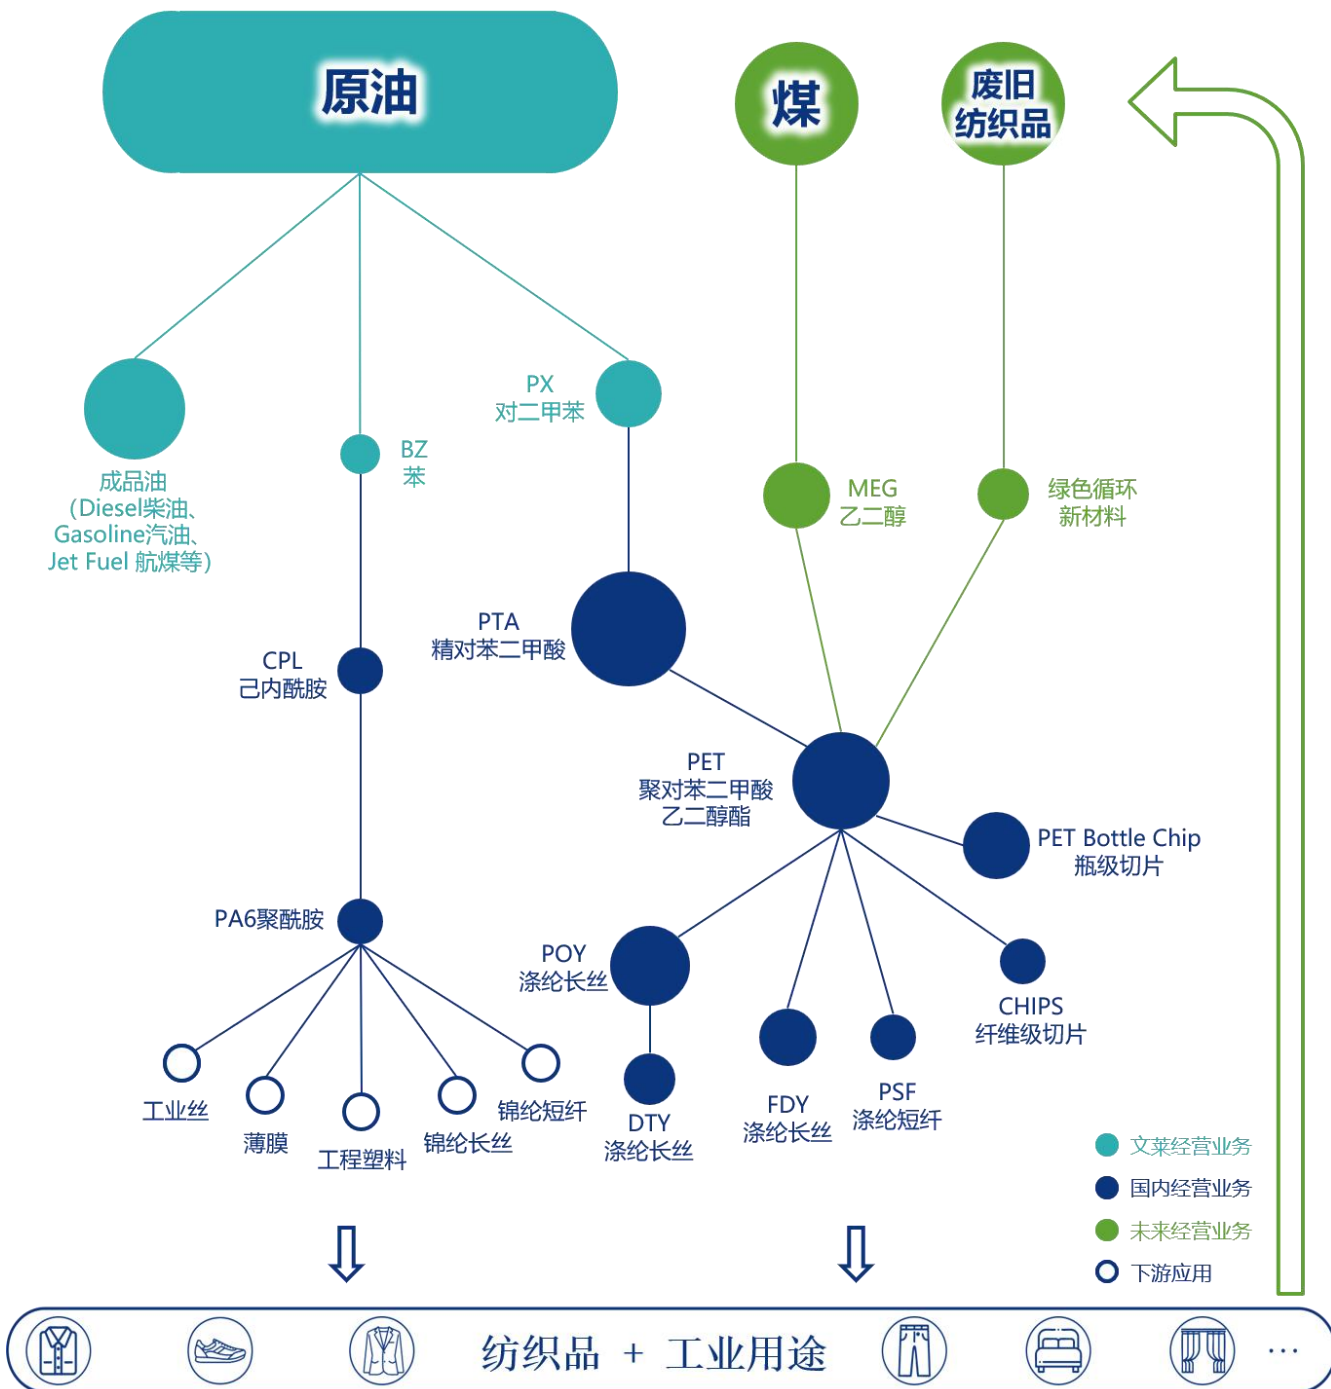 原油
煤
废旧
纺织品
PX
对二甲苯
BZ
苯
成品油
（Diesel柴油、
Gasoline汽油、
Jet Fuel 航煤等）
MEG
乙二醇
绿色循环
新材料
PTA
精对苯二甲酸
CPL
己内酰胺
PET
聚对苯二甲酸
乙二醇酯
PET Bottle Chip
瓶级切片
PA6聚酰胺
POY
涤纶长丝
CHIPS
纤维级切片
工业丝
薄膜
工程塑料
锦纶长丝
锦纶短纤
DTY
涤纶长丝
FDY
涤纶长丝
PSF
涤纶短纤
文莱经营业务
国内经营业务
未来经营业务
下游应用
纺织品 + 工业用途 ···